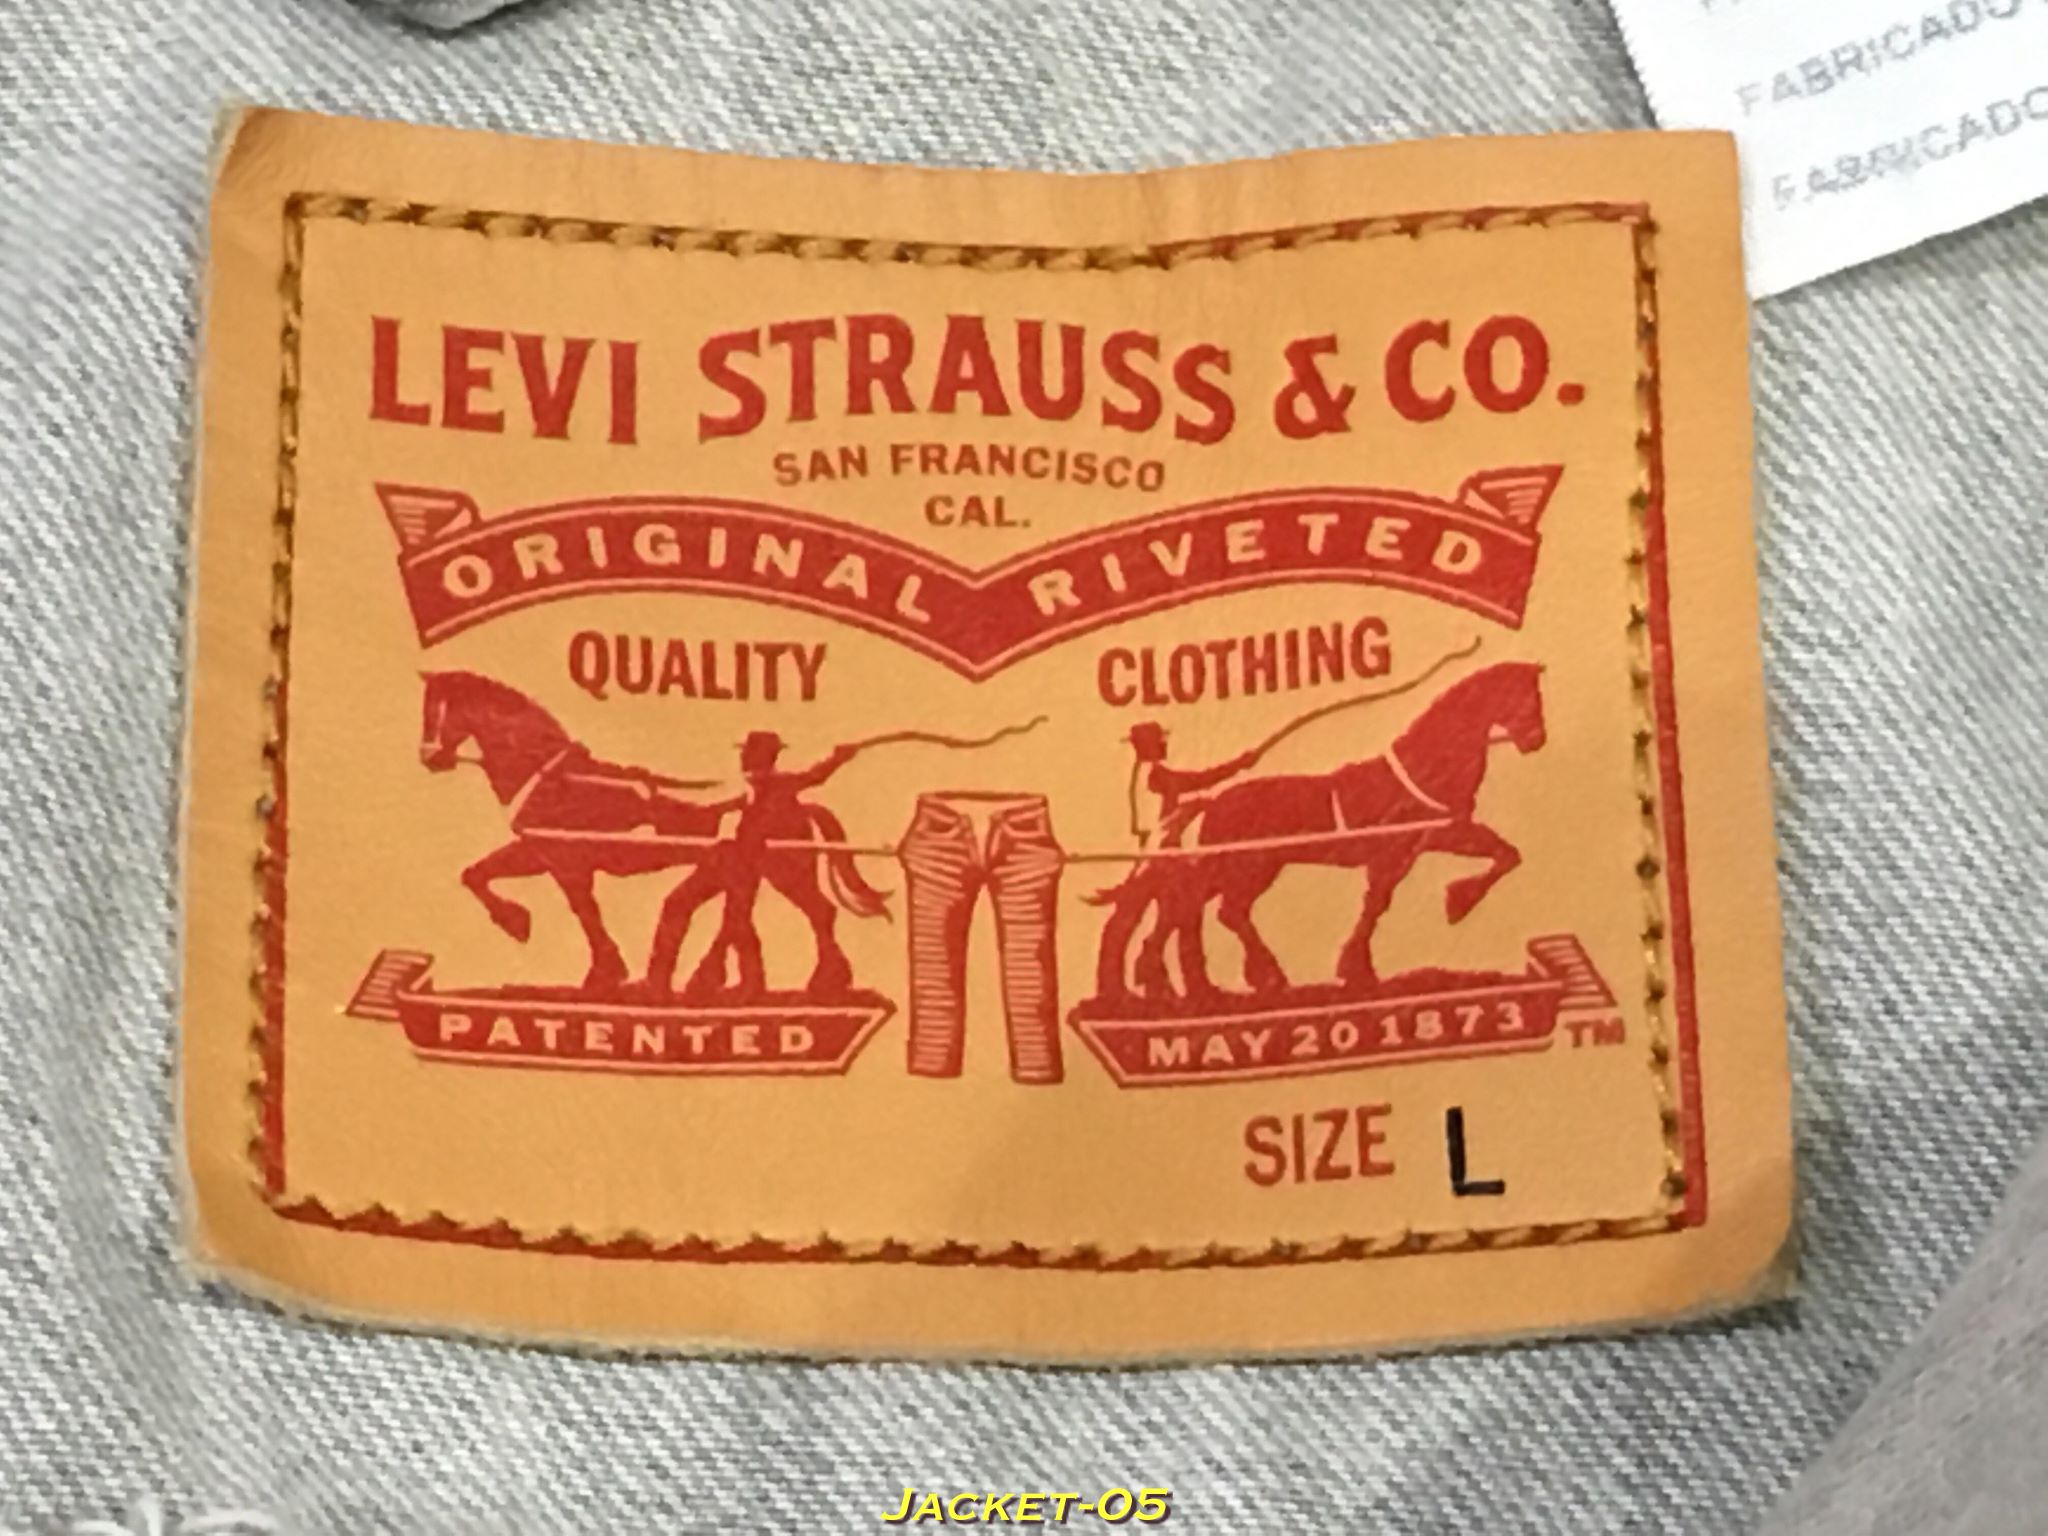 FABRICADO
FABRICADO
LEVI STRAUSS & CO.
SAN FRANCISCO
CAL.
ORIGINAL RIVETED
QUALITY CLOTHING
PATENTED MAY 20 1873 TM
SIZE L
JACKET-05